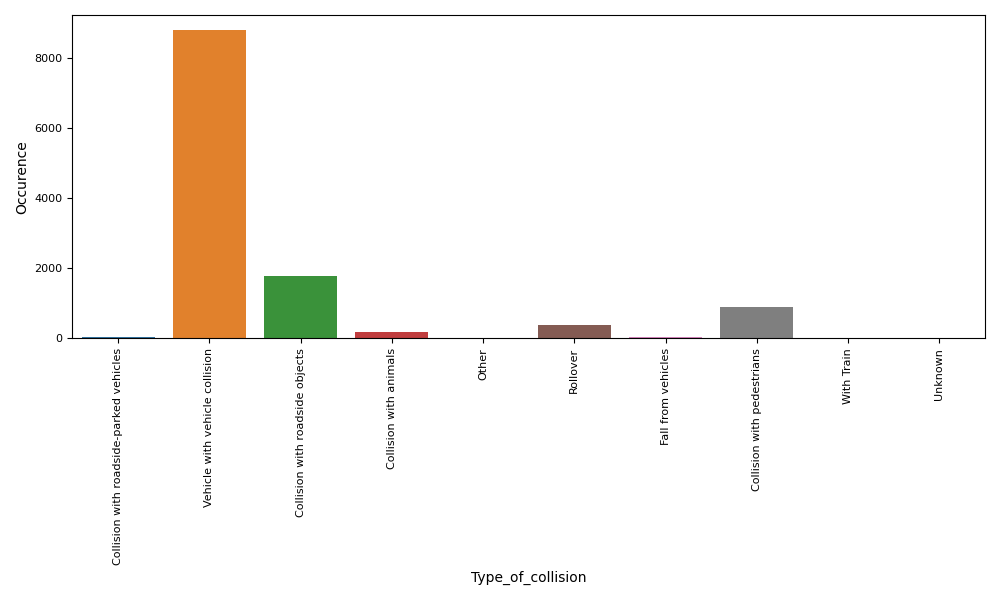 Occurence
8000
6000
4000
2000
0
Collision with roadside-parked vehicles
Vehicle with vehicle collision
Collision with roadside objects
Collision with animals
Other
Rollover
Fall from vehicles
Collision with pedestrians
With Train
Unknown
Type_of_collision